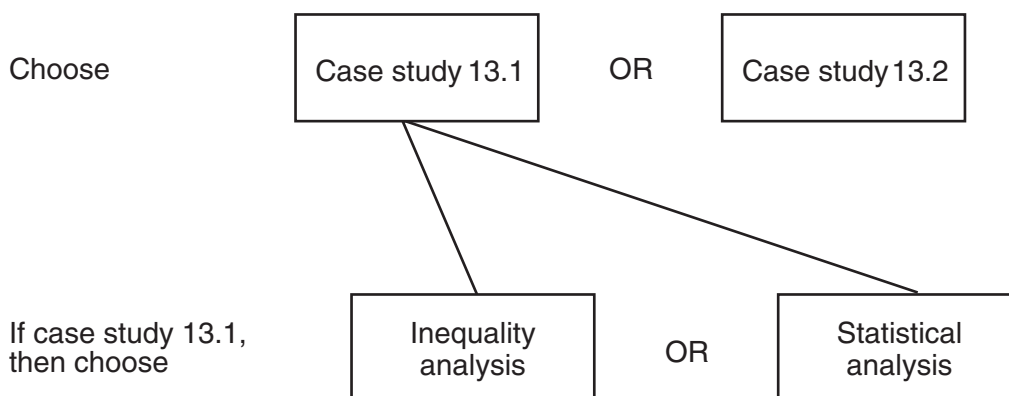 Choose
Case study 13.1
OR
Case study 13.2
If case study 13.1,
then choose
Inequality
analysis
OR
Statistical
analysis